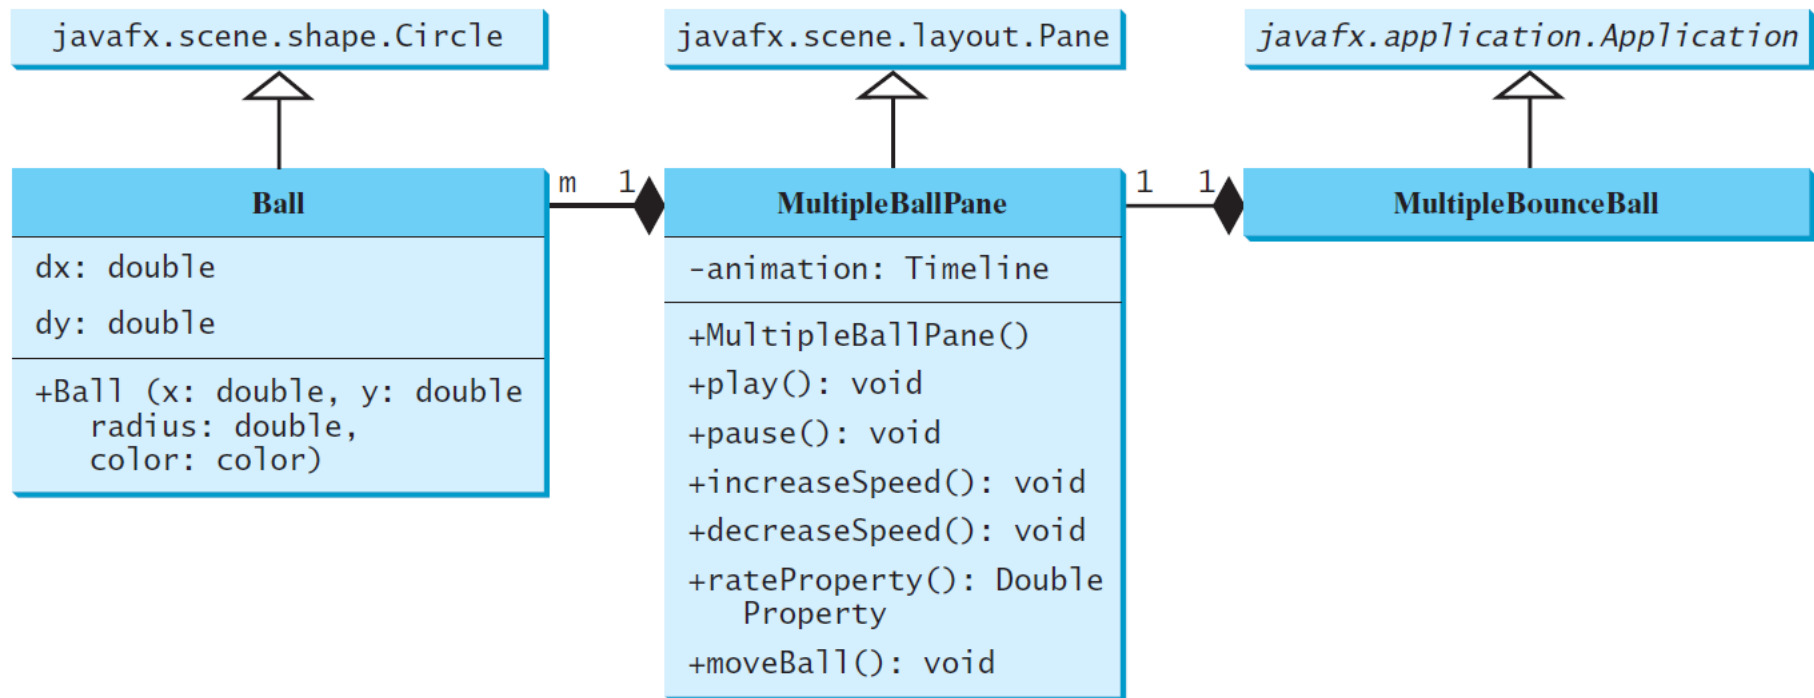 javafx.scene.shape.Circle
javafx.scene.layout.Pane
javafx.application.Application
Ball
m 1
MultipleBallPane
1 1
MultipleBounceBall
dx: double
dy: double
+Ball (x: double, y: double
radius: double,
color: color)
-animation: Timeline
+MultipleBallPane()
+play(): void
+pause(): void
+increaseSpeed(): void
+decreaseSpeed(): void
+rateProperty(): Double
Property
+moveBall(): void